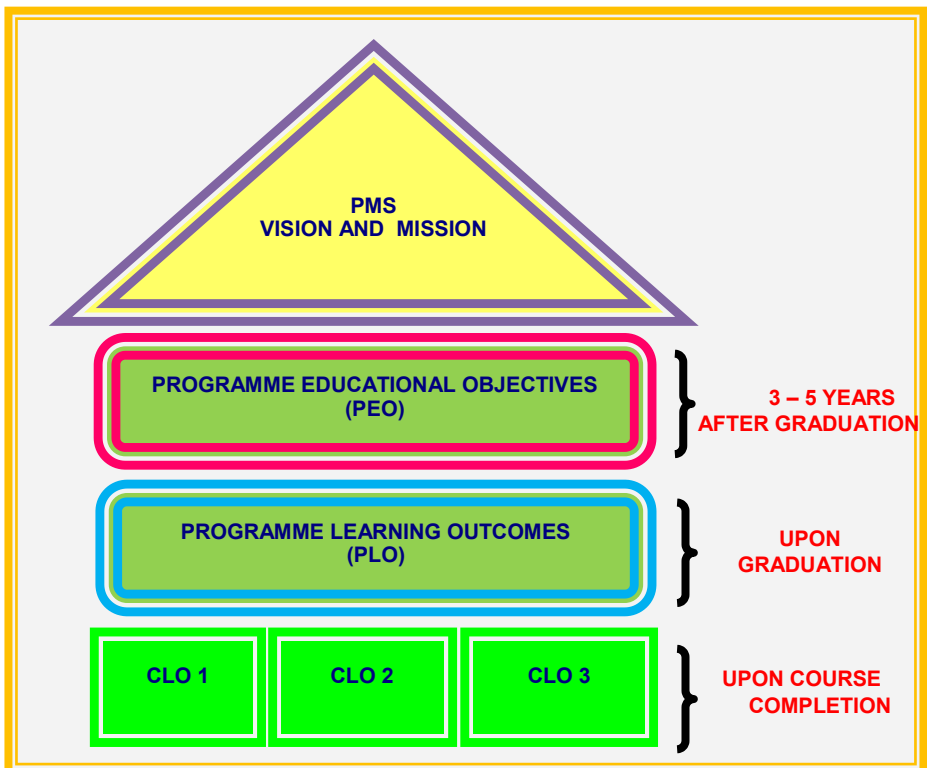 PMS
VISION AND MISSION
PROGRAMME EDUCATIONAL OBJECTIVES
(PEO)
3 – 5 YEARS
AFTER GRADUATION
PROGRAMME LEARNING OUTCOMES
(PLO)
UPON
GRADUATION
CLO 1
CLO 2
CLO 3
UPON COURSE
COMPLETION